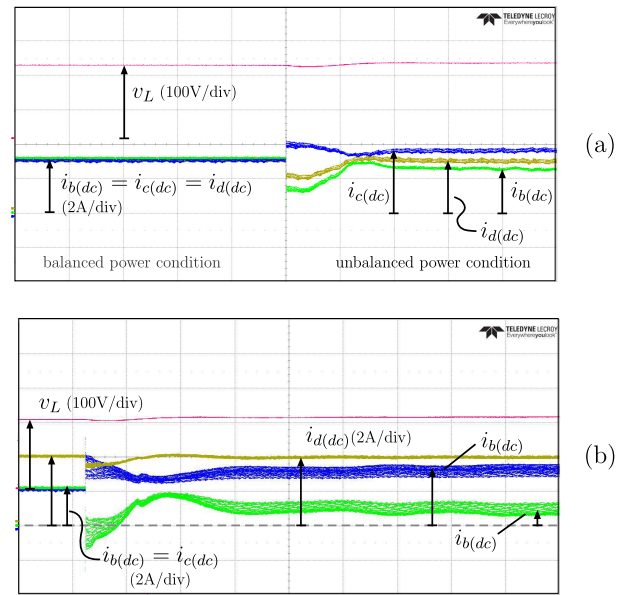 TELEDYNE LECROY
Everywhereyoulook™
v_L (100V/div)
(a)
i_b(dc) = i_c(dc) = i_d(dc)
(2A/div)
i_c(dc)
i_b(dc)
i_d(dc)
balanced power condition
unbalanced power condition
TELEDYNE LECROY
Everywhereyoulook™
v_L (100V/div)
i_d(dc) (2A/div)
i_b(dc)
(b)
i_b(dc)
i_b(dc) = i_c(dc)
(2A/div)